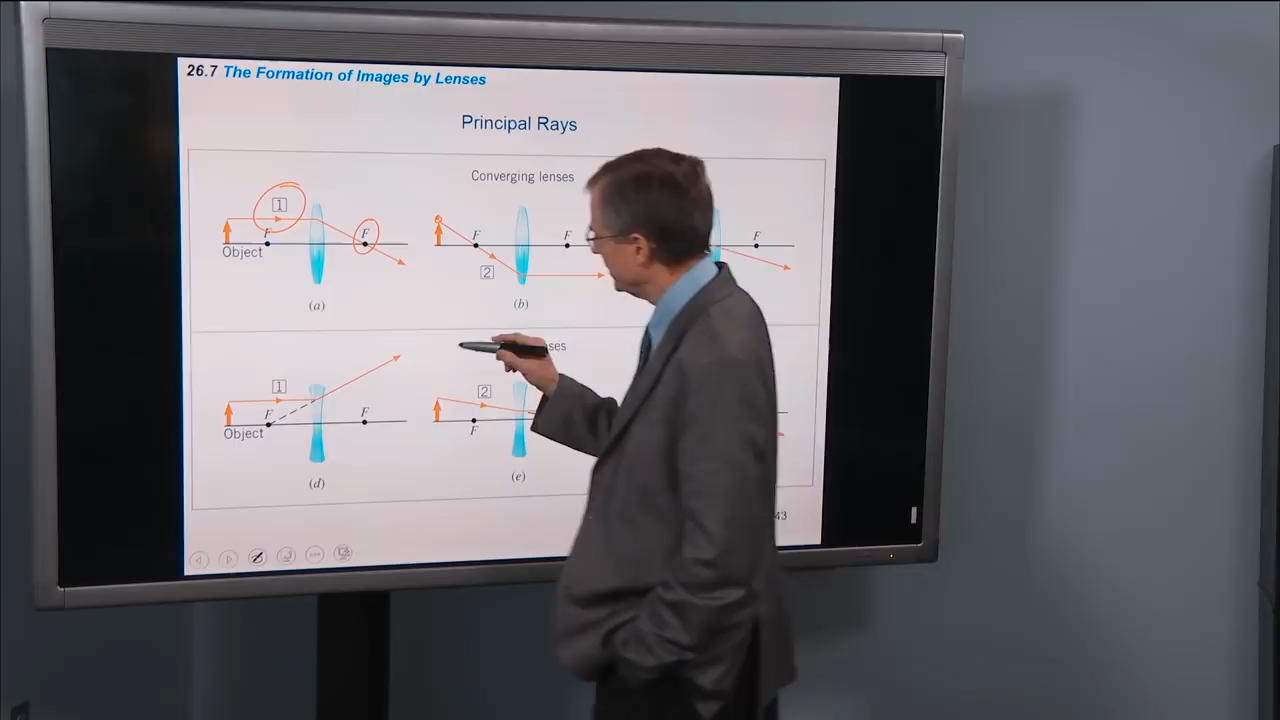 26.7 The Formation of Images by Lenses
Principal Rays
Converging lenses
1
F
F
Object
(a)
F
F
2
(b)
F
1
F
F
Object
(d)
2
F
(e)
43